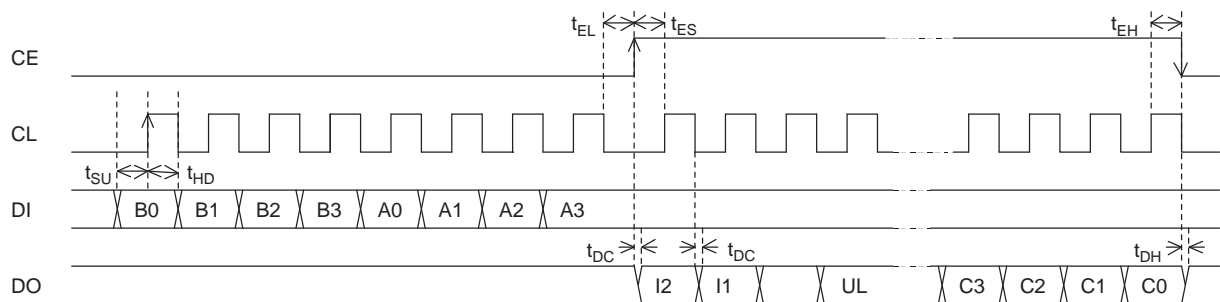 tEL tES tEH
CE
CL
tSU tHD
DI B0 B1 B2 B3 A0 A1 A2 A3
tDC tDC tDH
DO I2 I1 UL C3 C2 C1 C0